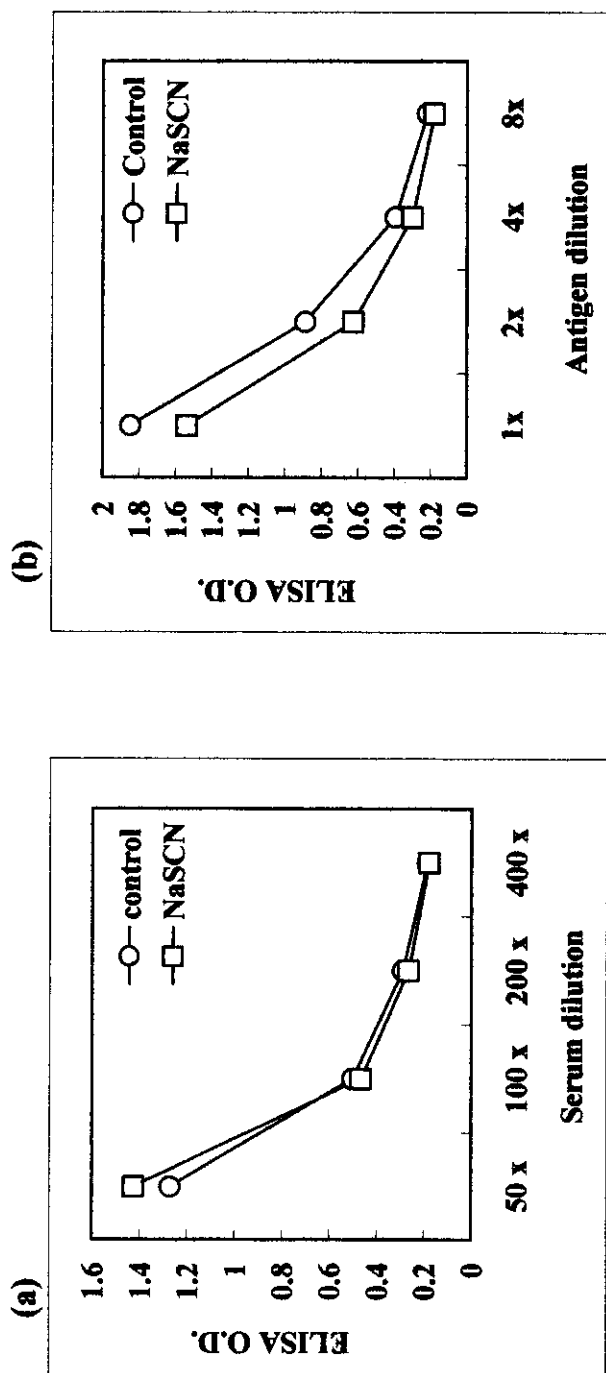 (a)
ELISA O.D.
1.6
1.4
1.2
1
0.8
0.6
0.4
0.2
0
control
NaSCN
50 x 100 x 200 x 400 x
Serum dilution
(b)
ELISA O.D.
2
1.8
1.6
1.4
1.2
1
0.8
0.6
0.4
0.2
0
Control
NaSCN
1x 2x 4x 8x
Antigen dilution